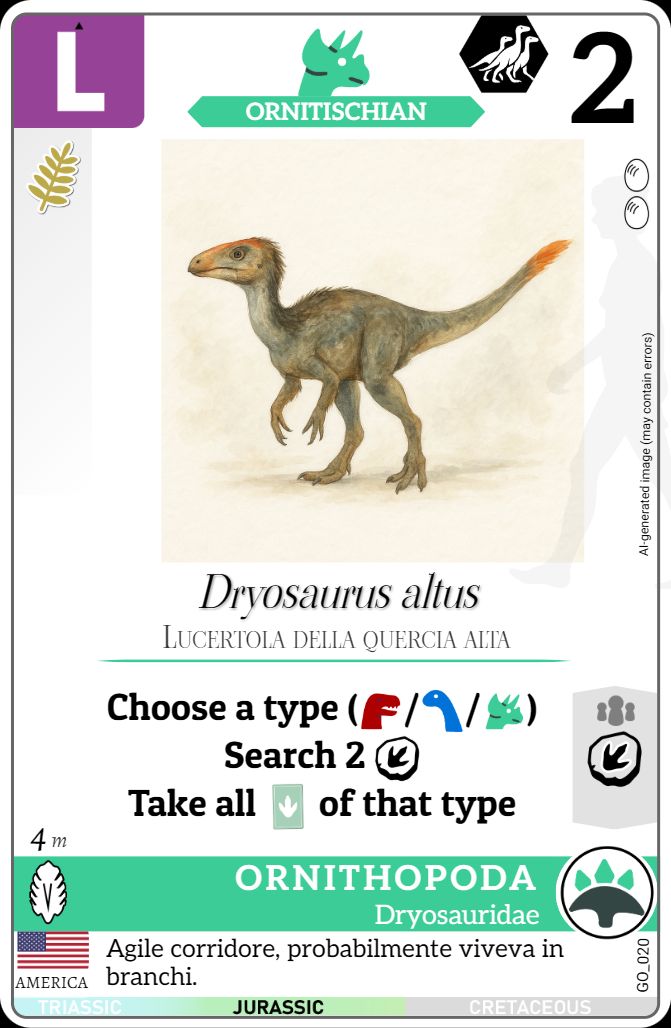 L
ORNITISCHIAN
2
AI-generated image (may contain errors)
Dryosaurus altus
LUCERTOLA DELLA QUERCIA ALTA
Choose a type ( / / )
Search 2
Take all of that type
4 m
ORNITHOPODA
Dryosauridae
AMERICA
Agile corridore, probabilmente viveva in
branchi.
GO_020
TRIASSIC JURASSIC CRETACEOUS